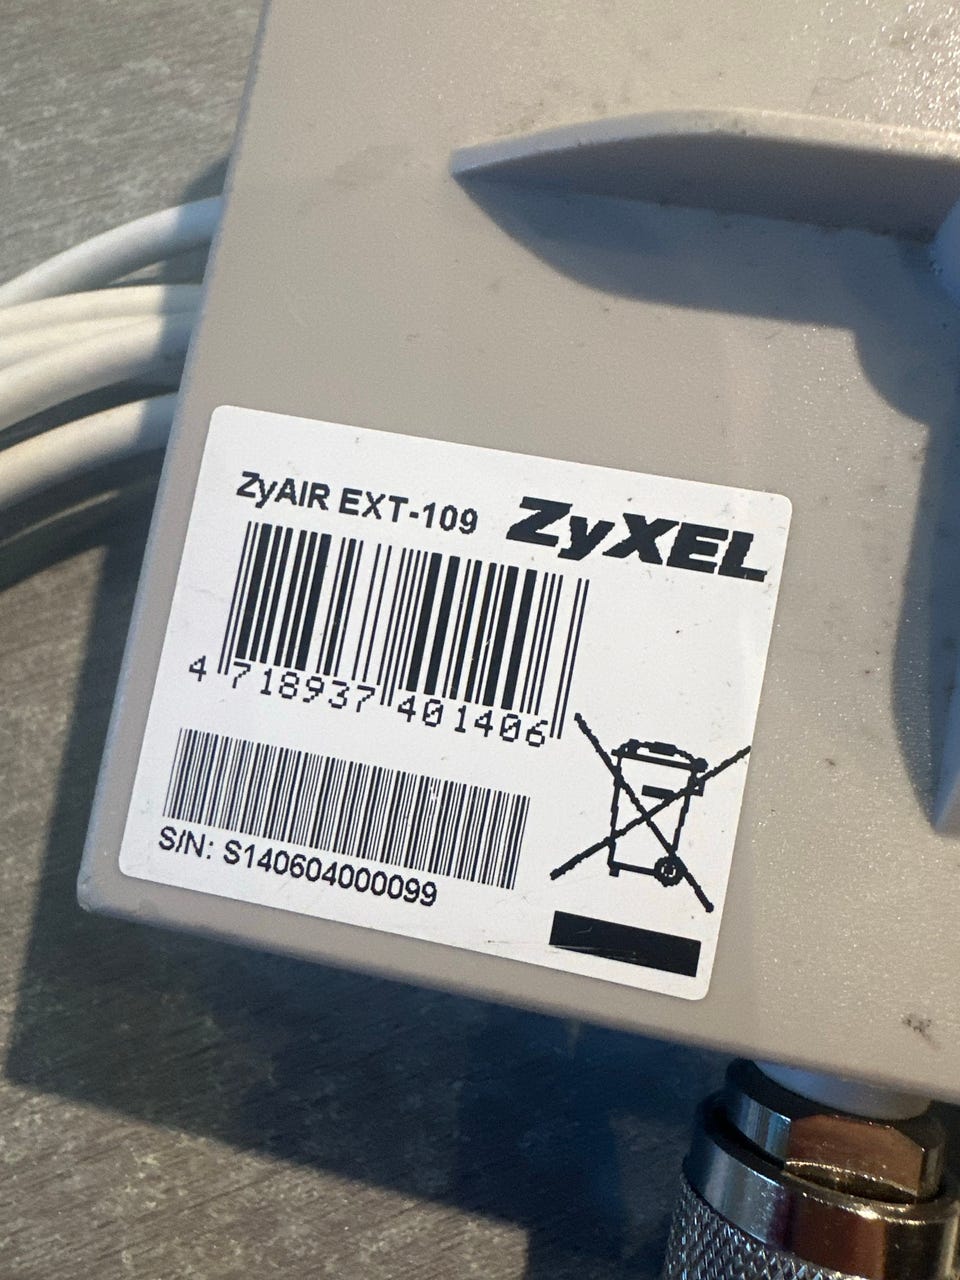 ZyAIR EXT-109 ZyXEL
4 718937 401406
S/N: S140604000099